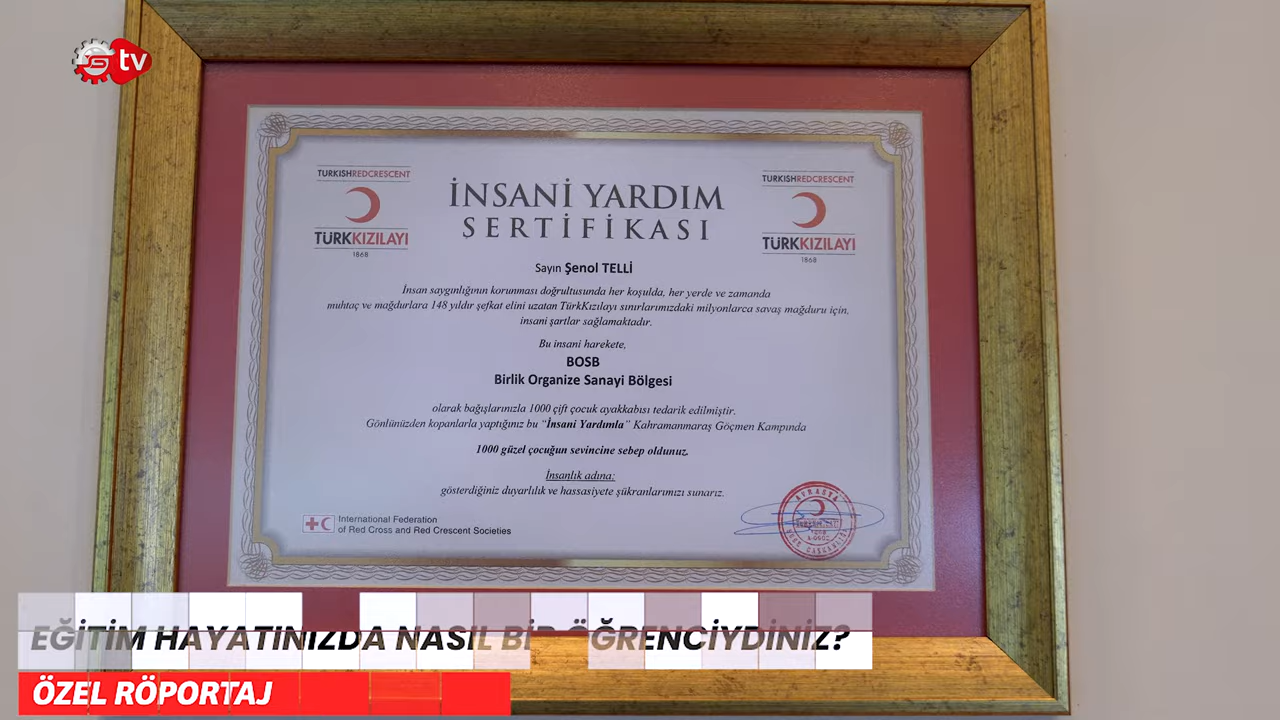 tv
TURKISHREDCRESCENT
TÜRKKIZILAYI
1868
İNSANİ YARDIM
SERTİFİKASI
TURKISHREDCRESCENT
TÜRKKIZILAYI
1868
Sayın Şenol TELLİ
İnsan saygınlığının korunması doğrultusunda her koşulda, her yerde ve zamanda
muhtaç ve mağdurlara 148 yıldır şefkat elini uzatan TürkKızılayı sınırlarımızdaki milyonlarca savaş mağduru için,
insani şartlar sağlamaktadır.
Bu insani harekete,
BOSB
Birlik Organize Sanayi Bölgesi
olarak bağışlarınızla 1000 çift çocuk ayakkabısı tedarik edilmiştir.
Gönlünüzden kopanlarla yaptığınız bu "İnsani Yardımla" Kahramanmaraş Göçmen Kampında
1000 güzel çocuğun sevincine sebep oldunuz.
İnsanlık adına;
gösterdiğiniz duyarlılık ve hassasiyete şükranlarımızı sunarız.
International Federation
of Red Cross and Red Crescent Societies
AVRASYA
EĞİTİM HAYATINIZDA NASIL BİR ÖĞRENCİYDİNİZ?
ÖZEL RÖPORTAJ